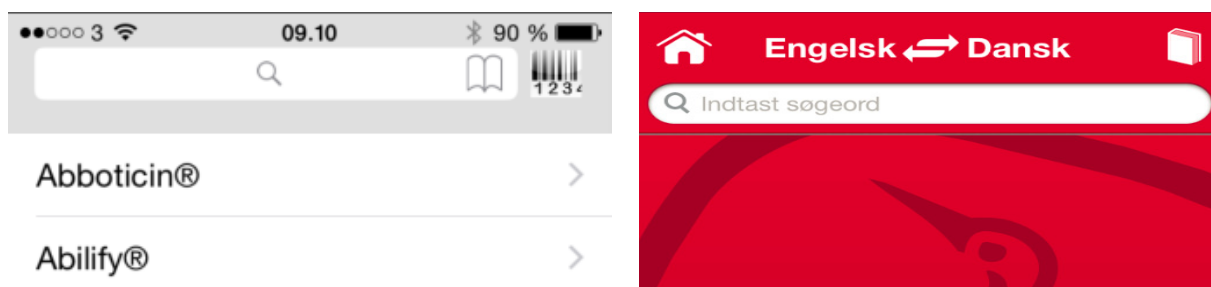 3 09.10 90 %
1234
Abboticin®
Abilify®
Engelsk Dansk
Indtast søgeord